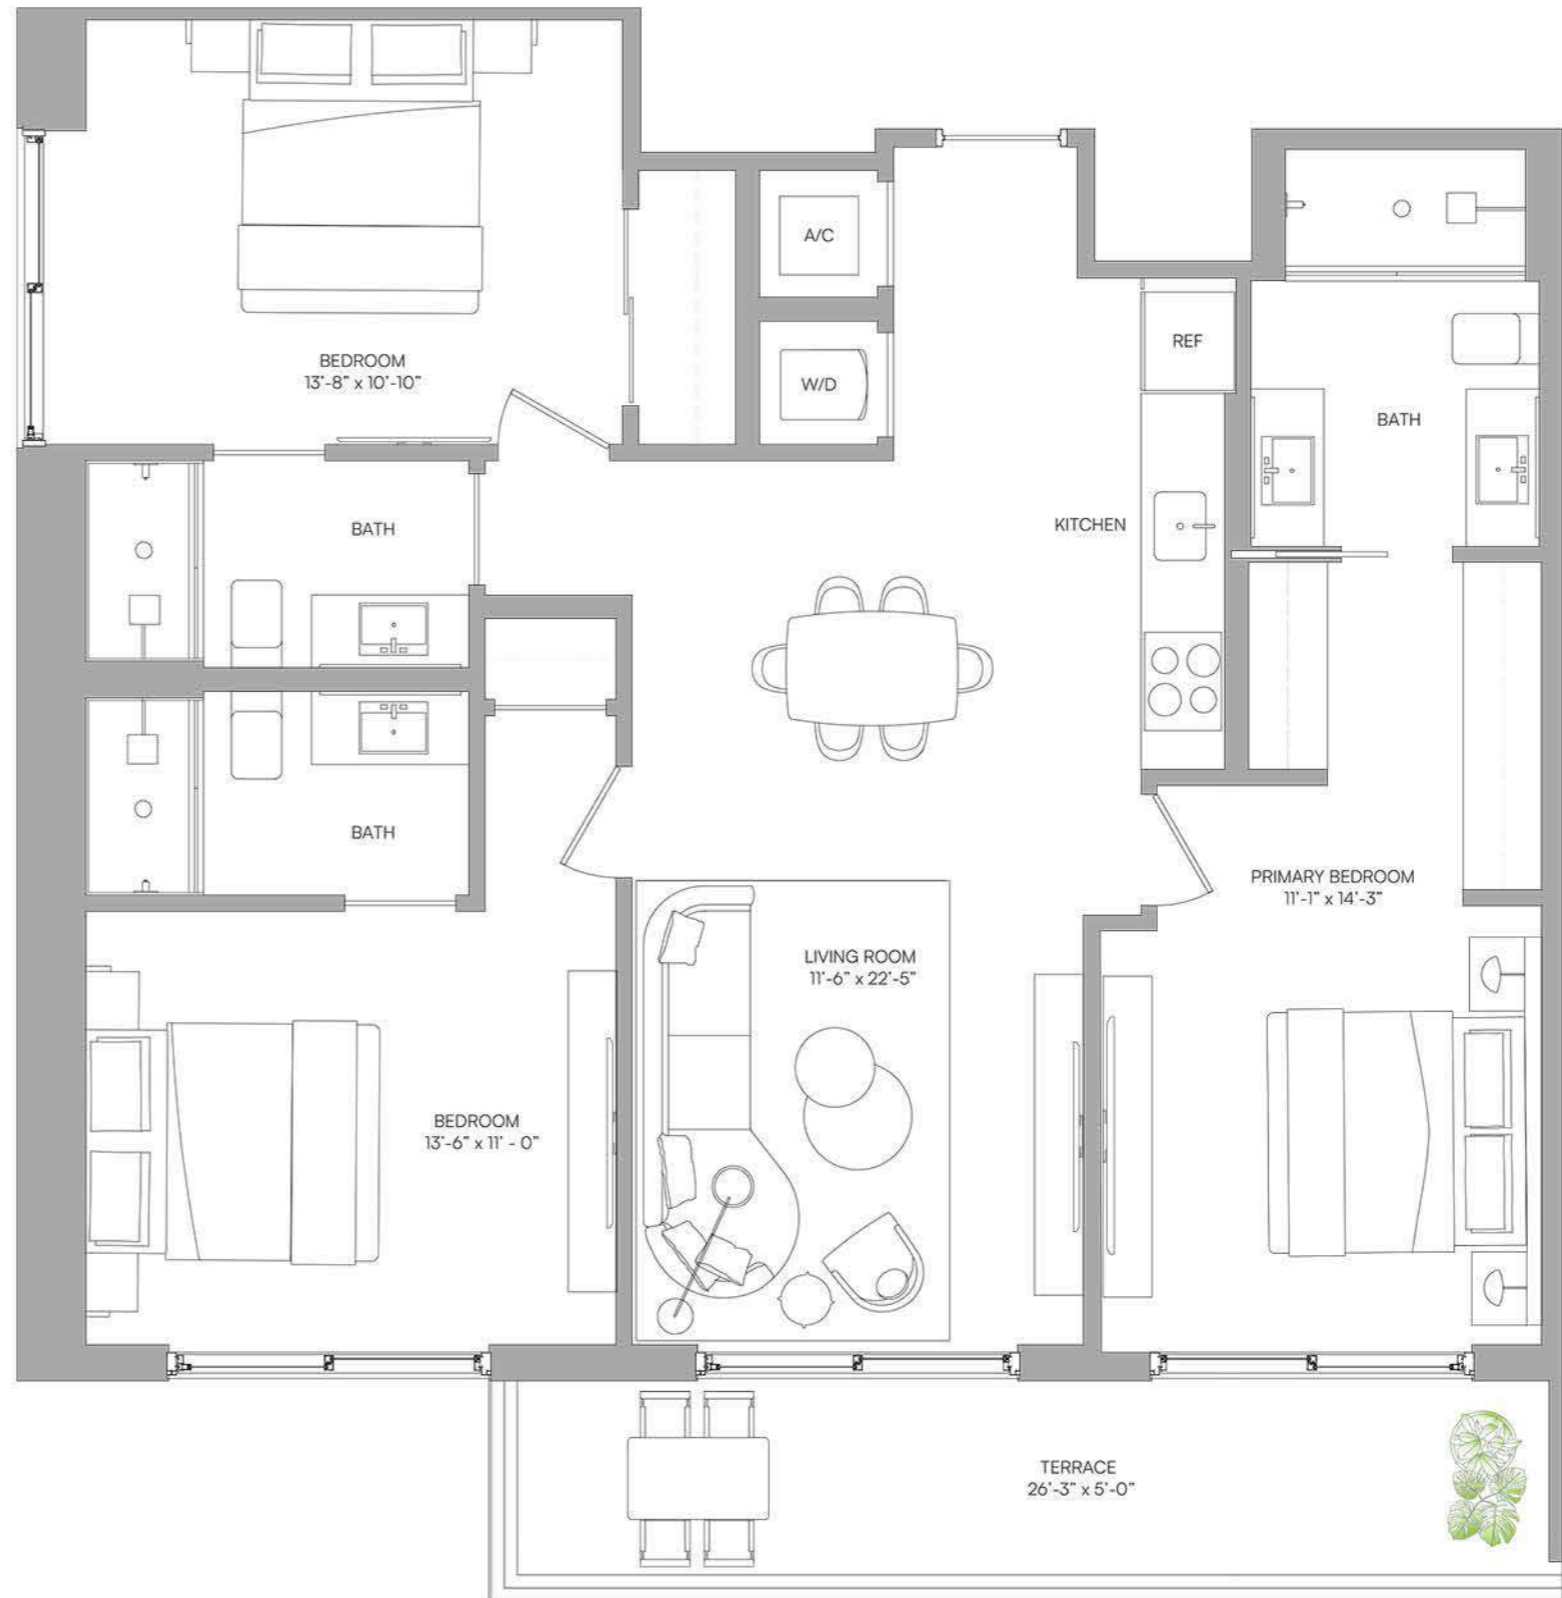 A/C
REF
BEDROOM
13'-8" x 10'-10"
W/D
BATH
BATH
KITCHEN
BATH
PRIMARY BEDROOM
11'-1" x 14'-3"
LIVING ROOM
11'-6" x 22'-5"
BEDROOM
13'-6" x 11' - 0"
TERRACE
26'-3" x 5'-0"